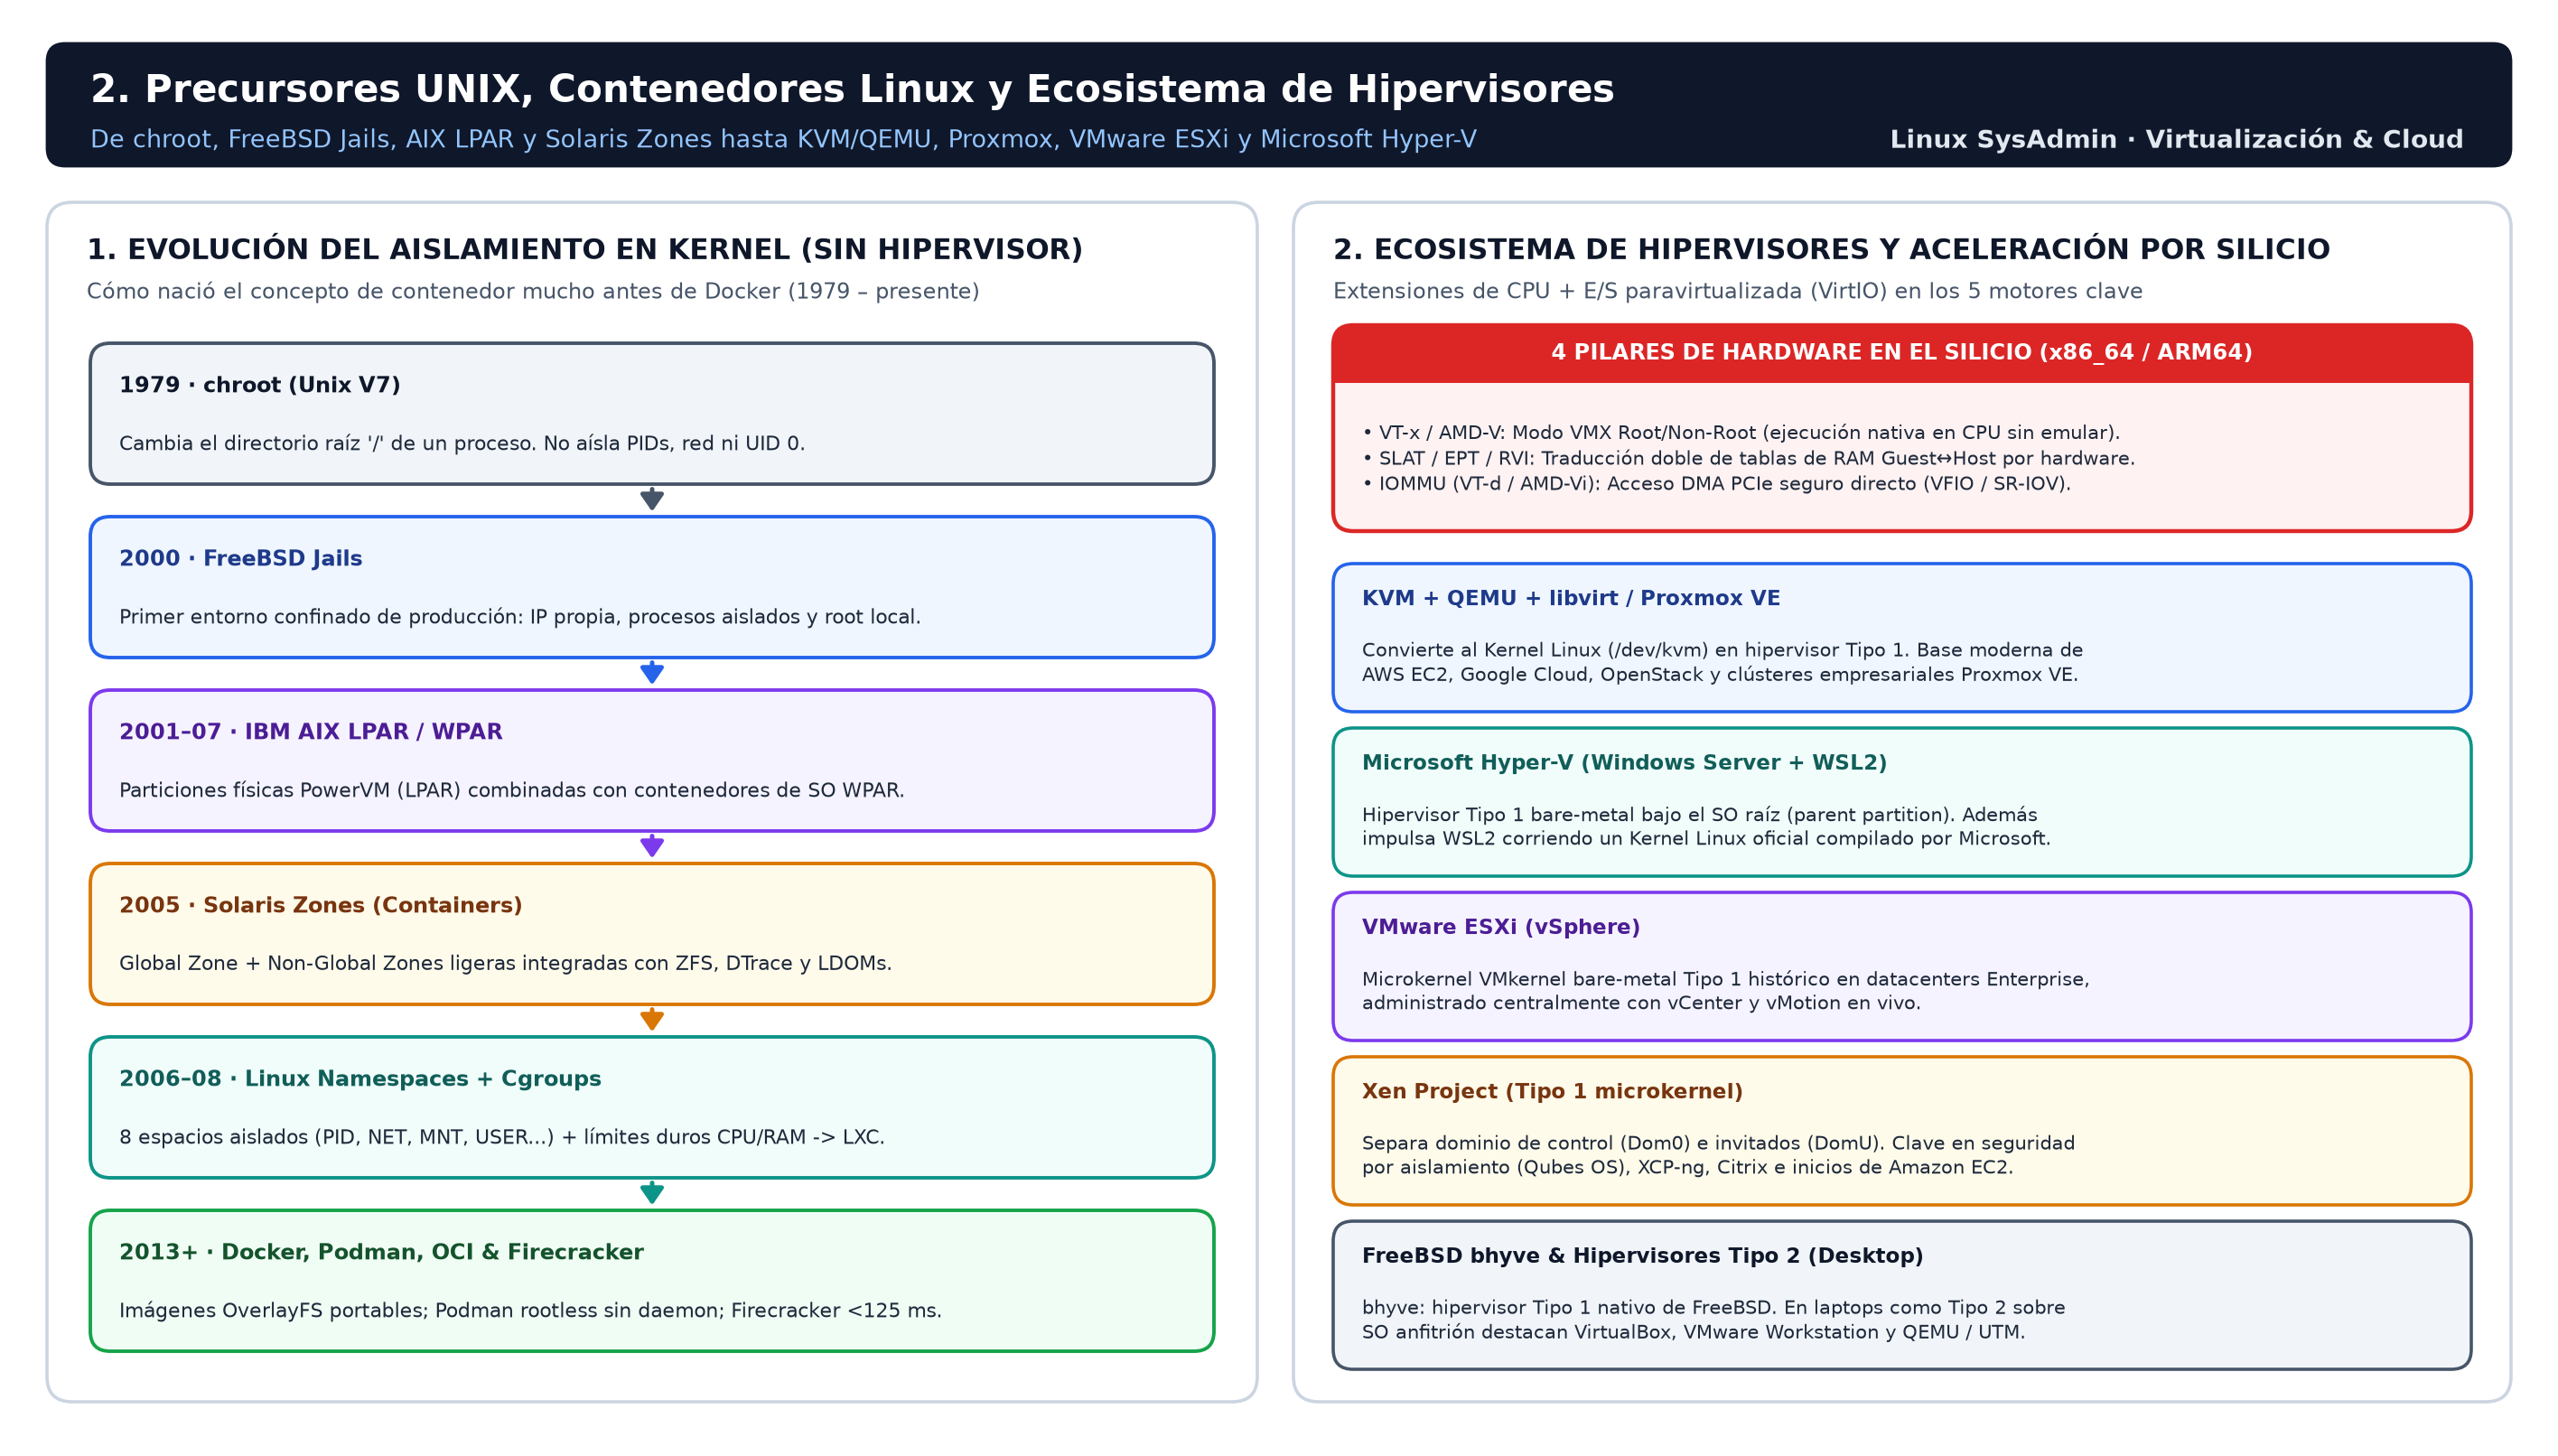 2. Precursores UNIX, Contenedores Linux y Ecosistema de Hipervisores
De chroot, FreeBSD Jails, AIX LPAR y Solaris Zones hasta KVM/QEMU, Proxmox, VMware ESXi y Microsoft Hyper-V
Linux SysAdmin · Virtualización & Cloud
1. EVOLUCIÓN DEL AISLAMIENTO EN KERNEL (SIN HIPERVISOR)
Cómo nació el concepto de contenedor mucho antes de Docker (1979 – presente)
1979 · chroot (Unix V7)
Cambia el directorio raíz '/' de un proceso. No aísla PIDs, red ni UID 0.
2000 · FreeBSD Jails
Primer entorno confinado de producción: IP propia, procesos aislados y root local.
2001–07 · IBM AIX LPAR / WPAR
Particiones físicas PowerVM (LPAR) combinadas con contenedores de SO WPAR.
2005 · Solaris Zones (Containers)
Global Zone + Non-Global Zones ligeras integradas con ZFS, DTrace y LDOMs.
2006–08 · Linux Namespaces + Cgroups
8 espacios aislados (PID, NET, MNT, USER...) + límites duros CPU/RAM -> LXC.
2013+ · Docker, Podman, OCI & Firecracker
Imágenes OverlayFS portables; Podman rootless sin daemon; Firecracker <125 ms.
2. ECOSISTEMA DE HIPERVISORES Y ACELERACIÓN POR SILICIO
Extensiones de CPU + E/S paravirtualizada (VirtIO) en los 5 motores clave
4 PILARES DE HARDWARE EN EL SILICIO (x86_64 / ARM64)
• VT-x / AMD-V: Modo VMX Root/Non-Root (ejecución nativa en CPU sin emular).
• SLAT / EPT / RVI: Traducción doble de tablas de RAM Guest↔Host por hardware.
• IOMMU (VT-d / AMD-Vi): Acceso DMA PCIe seguro directo (VFIO / SR-IOV).
KVM + QEMU + libvirt / Proxmox VE
Convierte al Kernel Linux (/dev/kvm) en hipervisor Tipo 1. Base moderna de
AWS EC2, Google Cloud, OpenStack y clústeres empresariales Proxmox VE.
Microsoft Hyper-V (Windows Server + WSL2)
Hipervisor Tipo 1 bare-metal bajo el SO raíz (parent partition). Además
impulsa WSL2 corriendo un Kernel Linux oficial compilado por Microsoft.
VMware ESXi (vSphere)
Microkernel VMkernel bare-metal Tipo 1 histórico en datacenters Enterprise,
administrado centralmente con vCenter y vMotion en vivo.
Xen Project (Tipo 1 microkernel)
Separa dominio de control (Dom0) e invitados (DomU). Clave en seguridad
por aislamiento (Qubes OS), XCP-ng, Citrix e inicios de Amazon EC2.
FreeBSD bhyve & Hipervisores Tipo 2 (Desktop)
bhyve: hipervisor Tipo 1 nativo de FreeBSD. En laptops como Tipo 2 sobre
SO anfitrión destacan VirtualBox, VMware Workstation y QEMU / UTM.